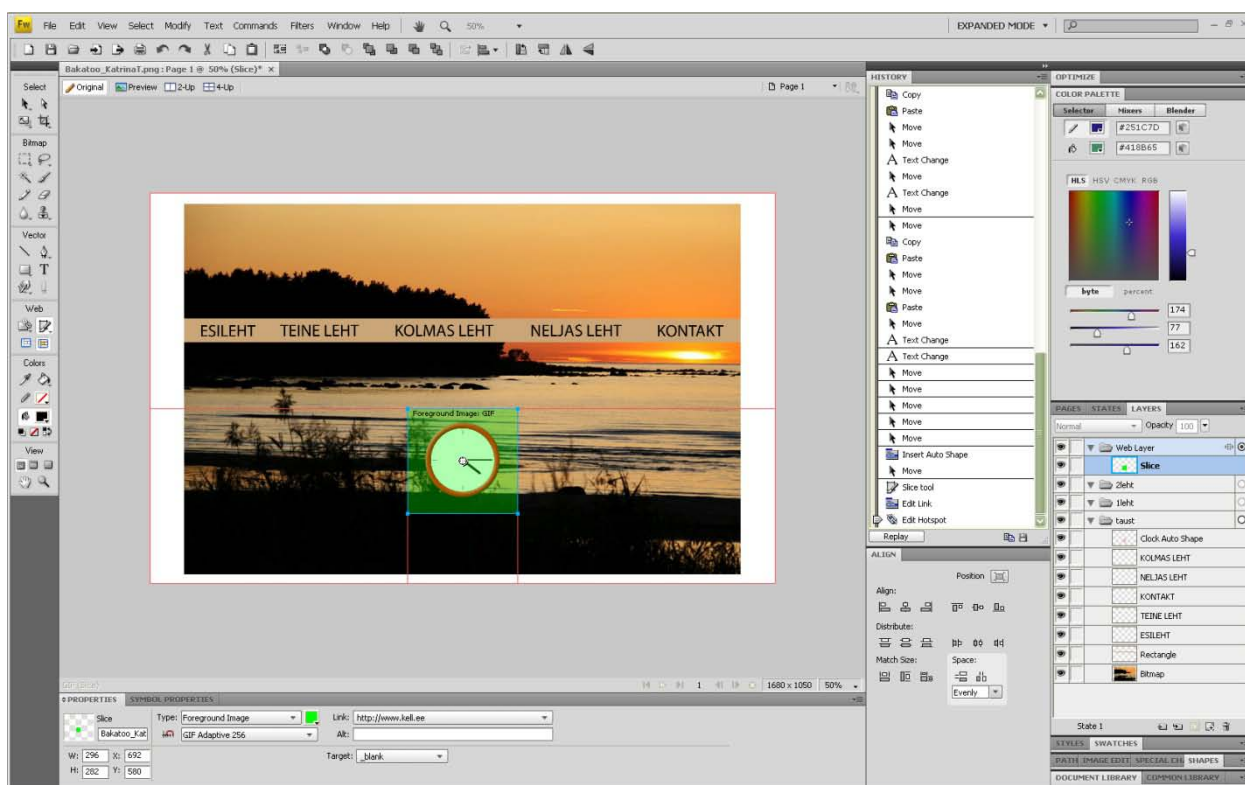 Fw File Edit View Select Modify Text Commands Filters Window Help 50% EXPANDED MODE
Bakatoo_KatrinaT.png : Page 1 @ 50% (Slice)*
Original Preview 2-Up 4-Up Page 1
Select
Bitmap
Vector
Web
Colors
View
ESILEHT TEINE LEHT KOLMAS LEHT NELJAS LEHT KONTAKT
Foreground Image: GIF
1 1680 x 1050 50%
PROPERTIES SYMBOL PROPERTIES
Slice Type: Foreground Image Link: http://www.kell.ee
Bakatoo_Kat GIF Adaptive 256 Alt:
W: 296 X: 692 Target: _blank
H: 282 Y: 580
HISTORY
Copy
Paste
Move
Move
Text Change
Move
Text Change
Move
Move
Copy
Paste
Move
Move
Paste
Move
Text Change
Text Change
Move
Move
Move
Move
Move
Insert Auto Shape
Move
Slice tool
Edit Link
Edit Hotspot
Replay
ALIGN
Position
Align:
Distribute:
Match Size: Space:
Evenly
OPTIMIZE
COLOR PALETTE
Selector Mixers Blender
#251C7D
#418B65
HLS HSV CMYK RGB
byte percent
174
77
162
PAGES STATES LAYERS
Normal Opacity 100
Web Layer
Slice
2leht
1leht
taust
Clock Auto Shape
KOLMAS LEHT
NELJAS LEHT
KONTAKT
TEINE LEHT
ESILEHT
Rectangle
Bitmap
State 1
STYLES SWATCHES
PATH IMAGE EDIT SPECIAL CH SHAPES
DOCUMENT LIBRARY COMMON LIBRARY